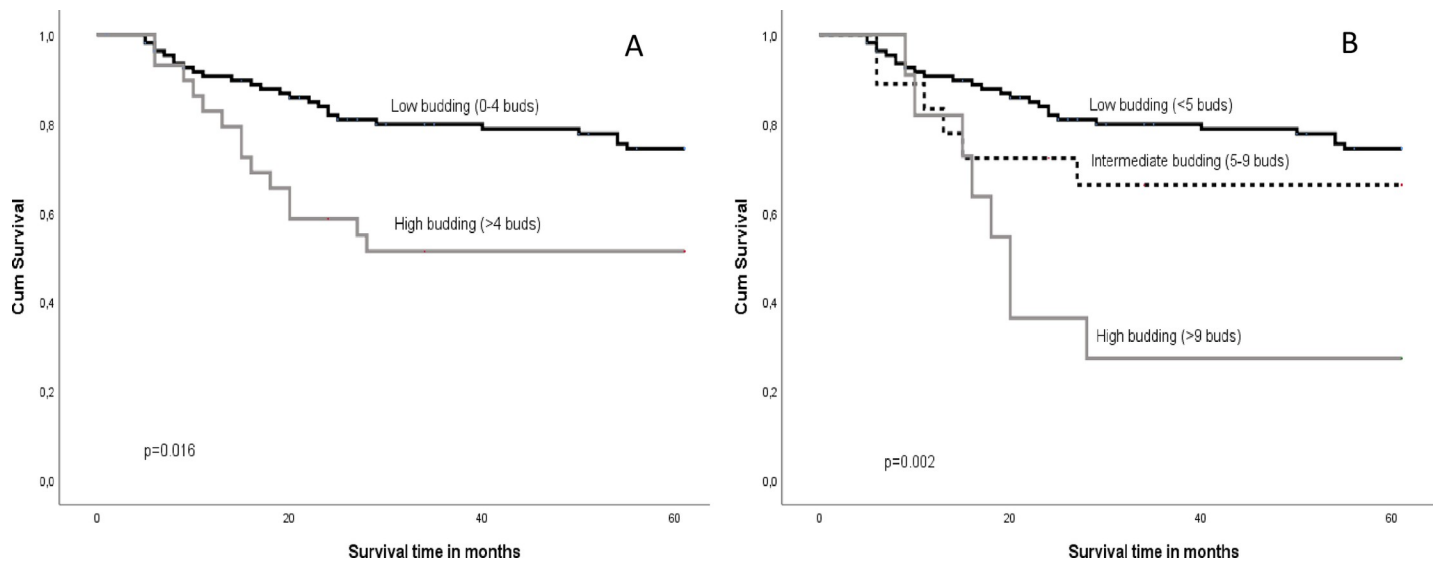 A
Cum Survival
1,0
0,8
0,6
0,4
0,2
0,0
Low budding (0-4 buds)
High budding (>4 buds)
p=0.016
0 20 40 60
Survival time in months
B
Cum Survival
1,0
0,8
0,6
0,4
0,2
0,0
Low budding (<5 buds)
Intermediate budding (5-9 buds)
High budding (>9 buds)
p=0.002
0 20 40 60
Survival time in months